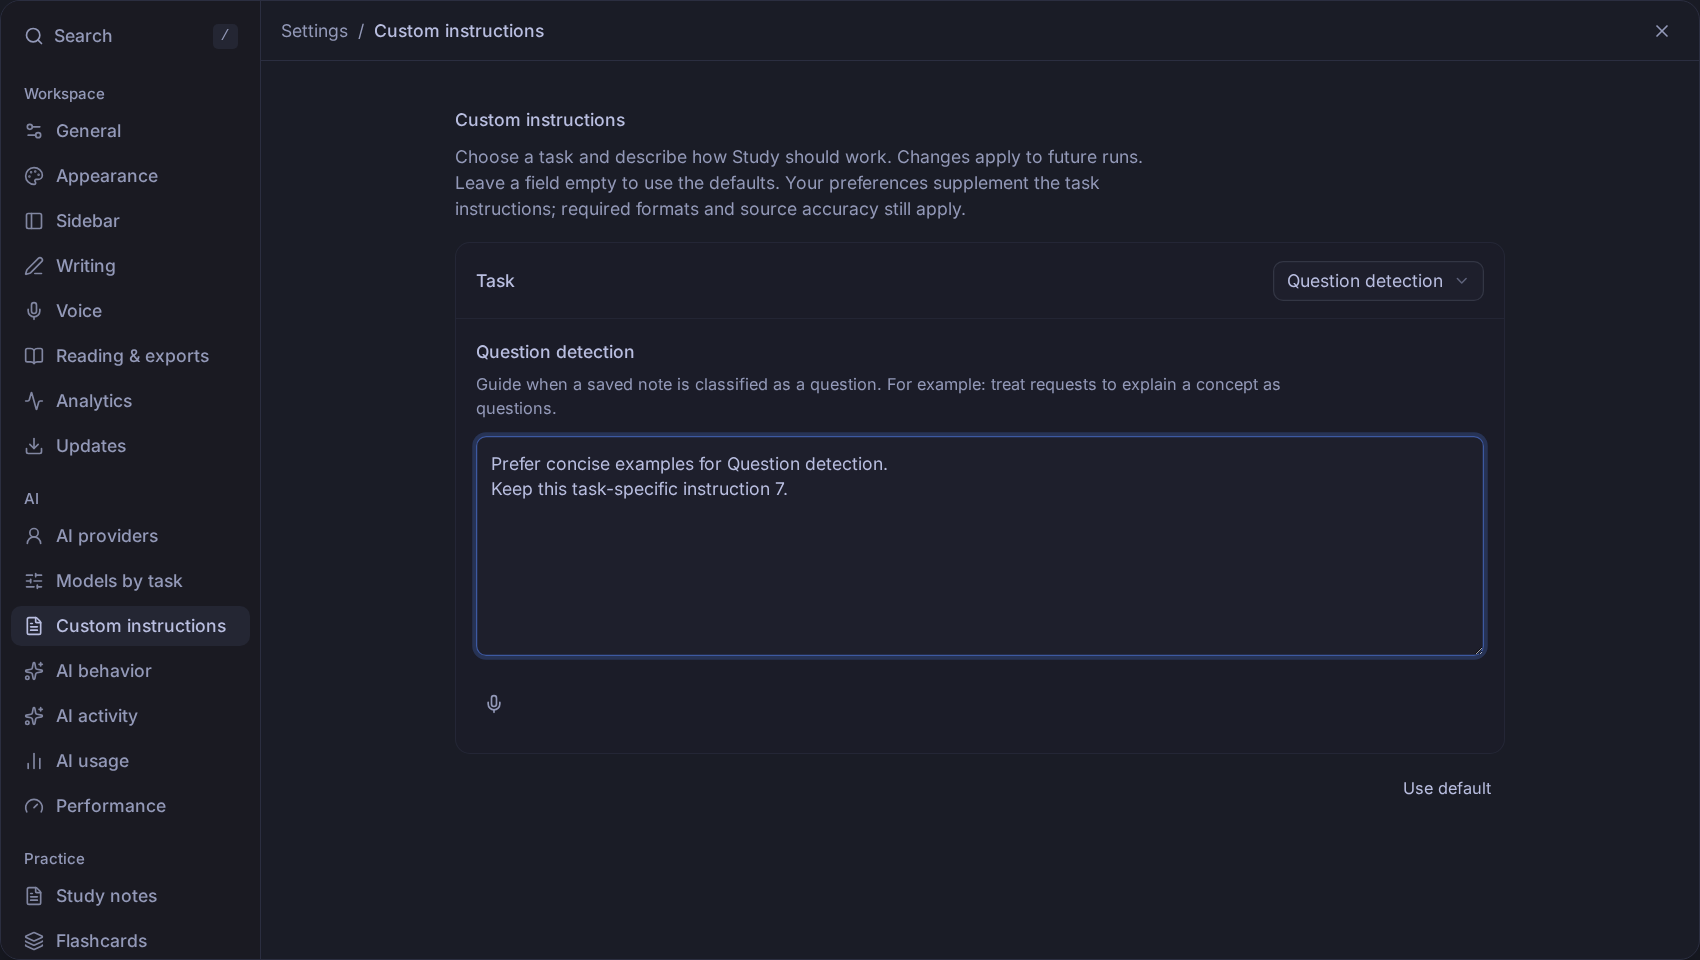 Search
/
Workspace
General
Appearance
Sidebar
Writing
Voice
Reading & exports
Analytics
Updates
AI
AI providers
Models by task
Custom instructions
AI behavior
AI activity
AI usage
Performance
Practice
Study notes
Flashcards
Settings / Custom instructions
Custom instructions
Choose a task and describe how Study should work. Changes apply to future runs.
Leave a field empty to use the defaults. Your preferences supplement the task
instructions; required formats and source accuracy still apply.
Task
Question detection
Question detection
Guide when a saved note is classified as a question. For example: treat requests to explain a concept as
questions.
Prefer concise examples for Question detection.
Keep this task-specific instruction 7.
Use default